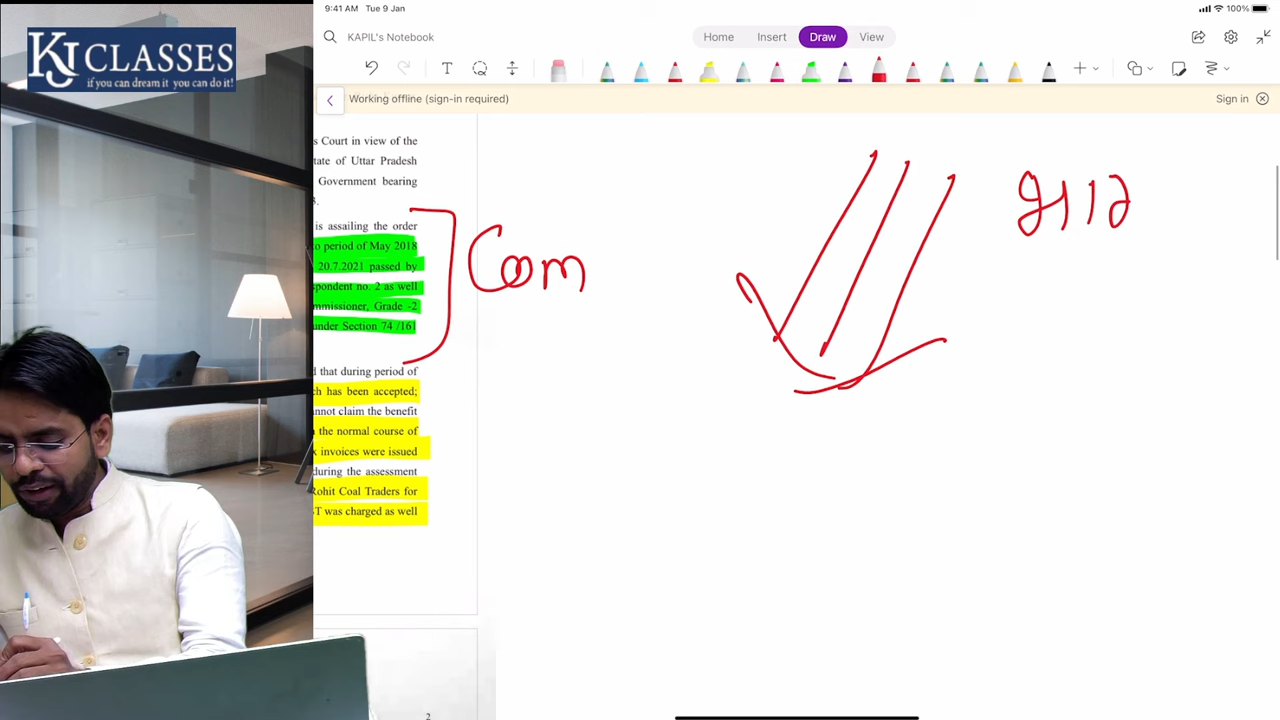 KJ CLASSES
if you can dream it you can do it!
9:41 AM Tue 9 Jan
100%
KAPIL's Notebook
Home Insert Draw View
Working offline (sign-in required)
Sign in
s Court in view of the
tate of Uttar Pradesh
Government bearing
3.
is assailing the order
to period of May 2018
20.7.2021 passed by
spondent no. 2 as well
mmissioner, Grade -2
under Section 74 /161
Com
d that during period of
ch has been accepted;
annot claim the benefit
n the normal course of
x invoices were issued
during the assessment
Rohit Coal Traders for
ST was charged as well
2